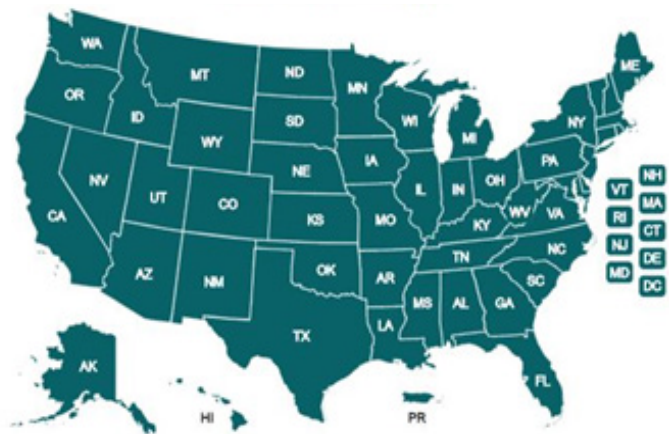 WA
MT
ND
MN
ME
OR
ID
SD
WI
NY
WY
MI
IA
PA
NE
NV
UT
CO
IL
IN
OH
CA
KS
MO
KY
WV
VA
AZ
NM
OK
AR
TN
NC
SC
MS
AL
GA
TX
LA
FL
AK
HI
PR
VT
NH
RI
MA
NJ
CT
MD
DE
DC